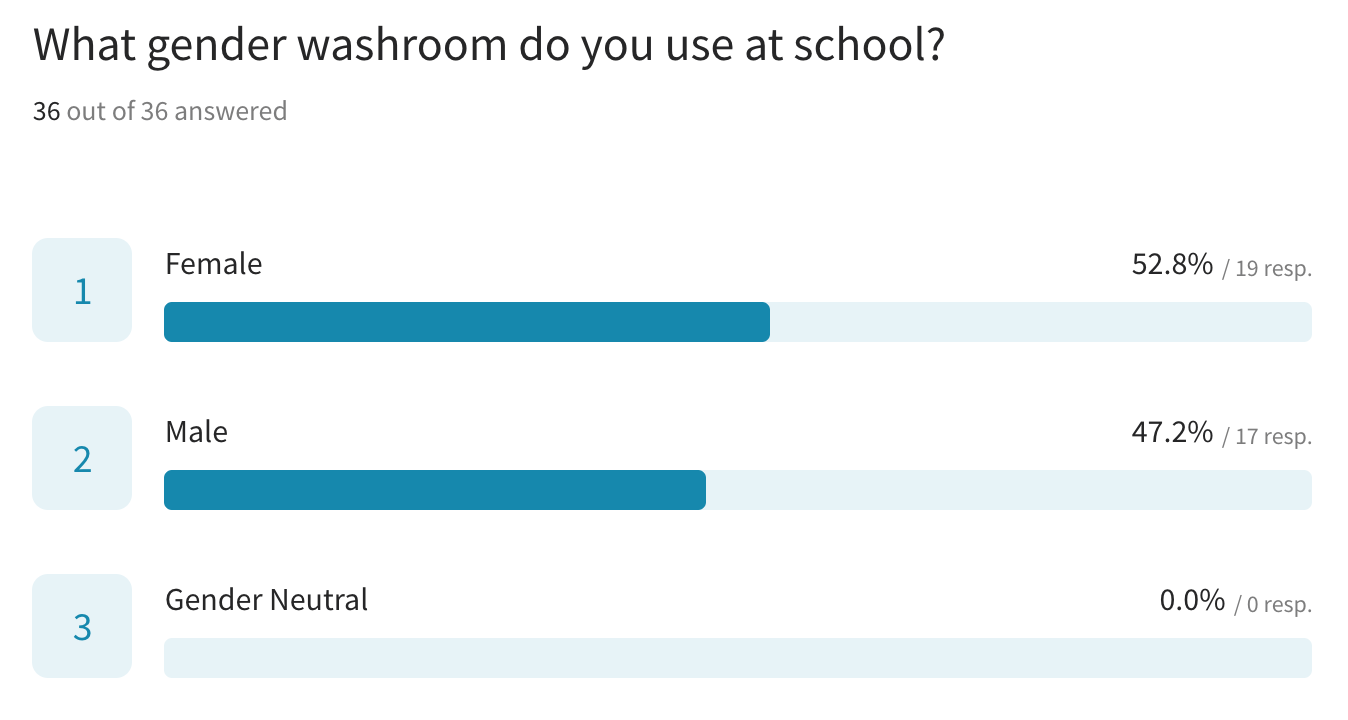 What gender washroom do you use at school?
36 out of 36 answered
1
Female
52.8% / 19 resp.
2
Male
47.2% / 17 resp.
3
Gender Neutral
0.0% / 0 resp.